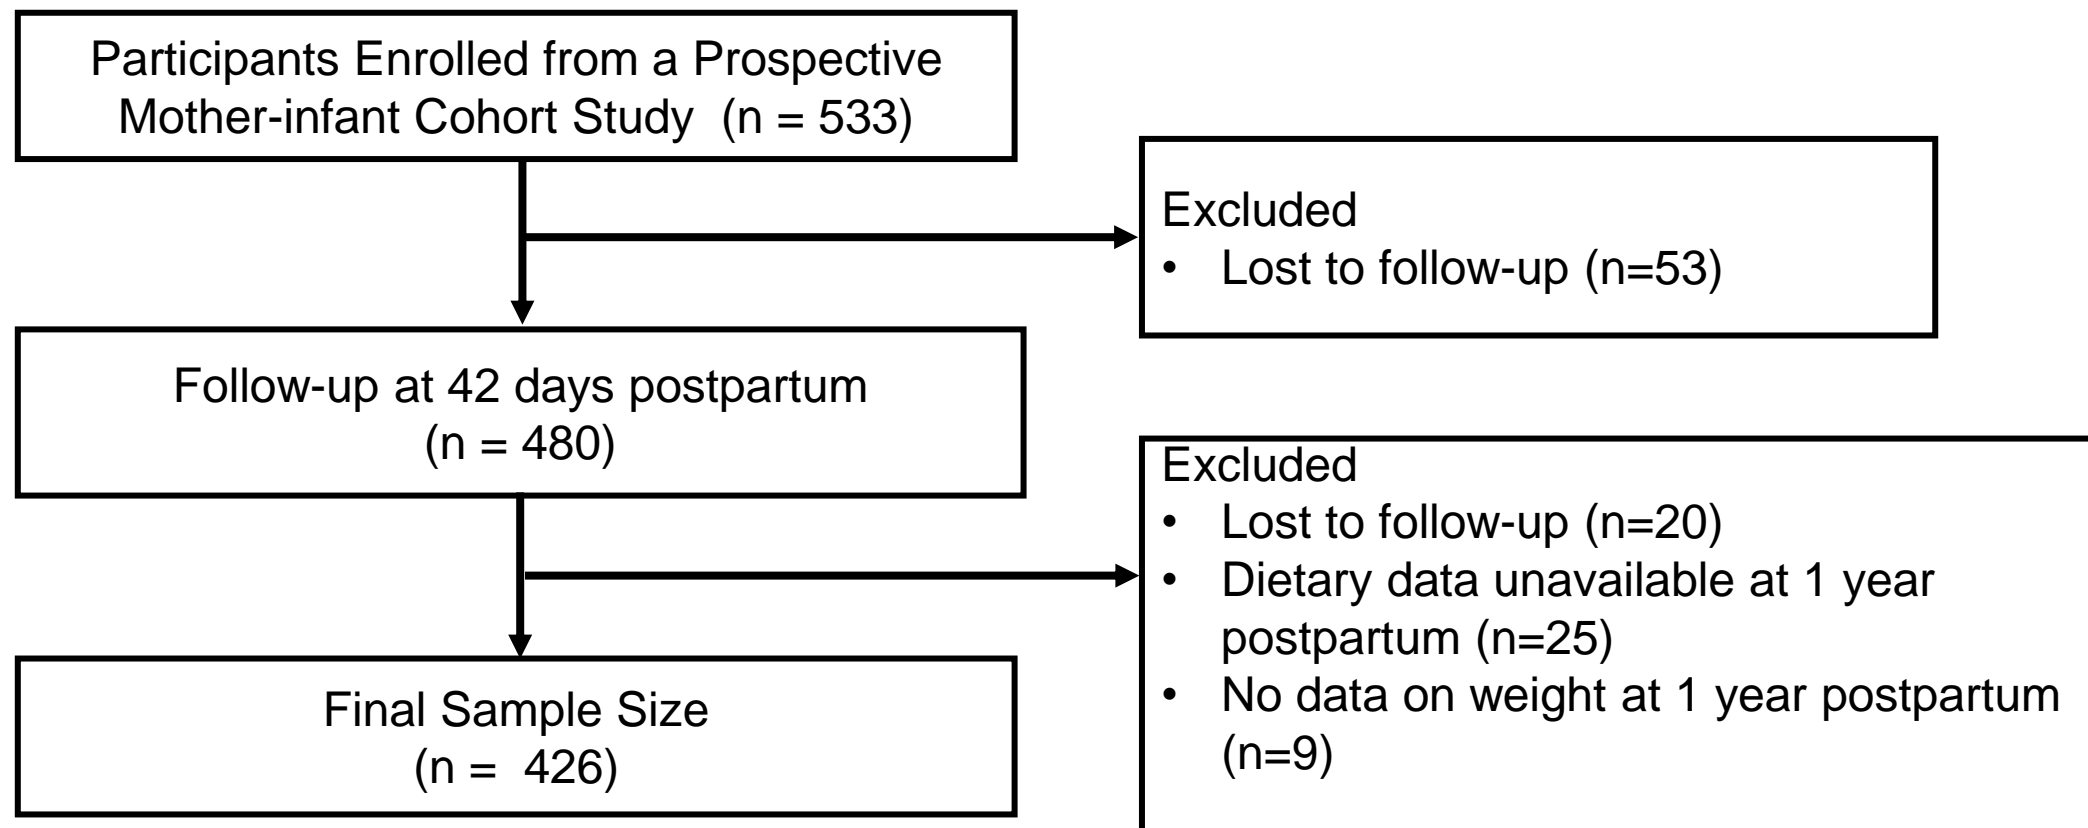 Participants Enrolled from a Prospective
Mother-infant Cohort Study (n = 533)
Excluded
• Lost to follow-up (n=53)
Follow-up at 42 days postpartum
(n = 480)
Excluded
• Lost to follow-up (n=20)
• Dietary data unavailable at 1 year
postpartum (n=25)
• No data on weight at 1 year postpartum
(n=9)
Final Sample Size
(n = 426)